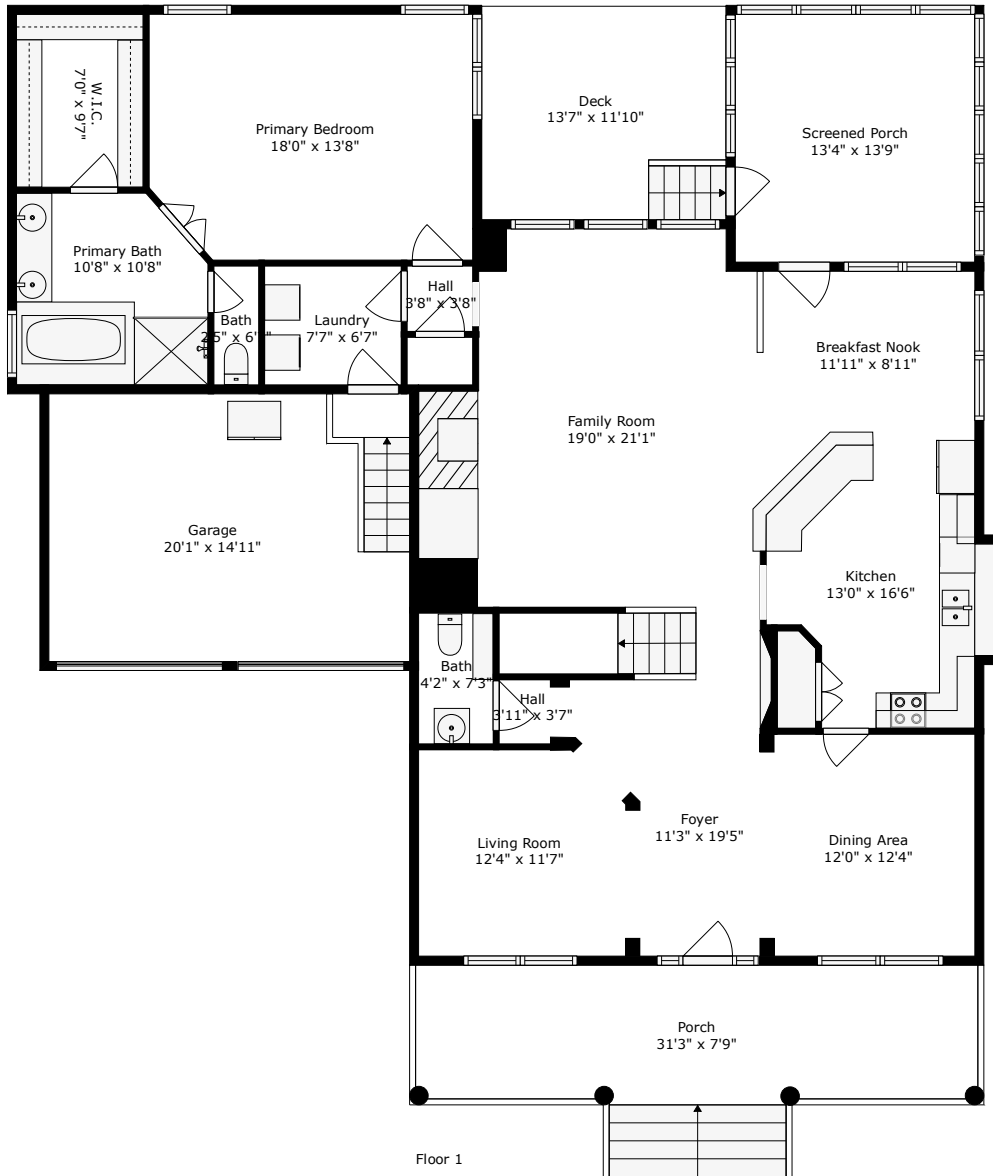 W.I.C.
7'0" x 9'7"
Primary Bedroom
18'0" x 13'8"
Deck
13'7" x 11'10"
Screened Porch
13'4" x 13'9"
Primary Bath
10'8" x 10'8"
Hall
3'8" x 3'8"
Bath
Laundry
7'7" x 6'7"
Breakfast Nook
11'11" x 8'11"
Family Room
19'0" x 21'1"
Garage
20'1" x 14'11"
Kitchen
13'0" x 16'6"
Bath
4'2" x 7'3"
Hall
3'11" x 3'7"
Living Room
12'4" x 11'7"
Foyer
11'3" x 19'5"
Dining Area
12'0" x 12'4"
Porch
31'3" x 7'9"
Floor 1